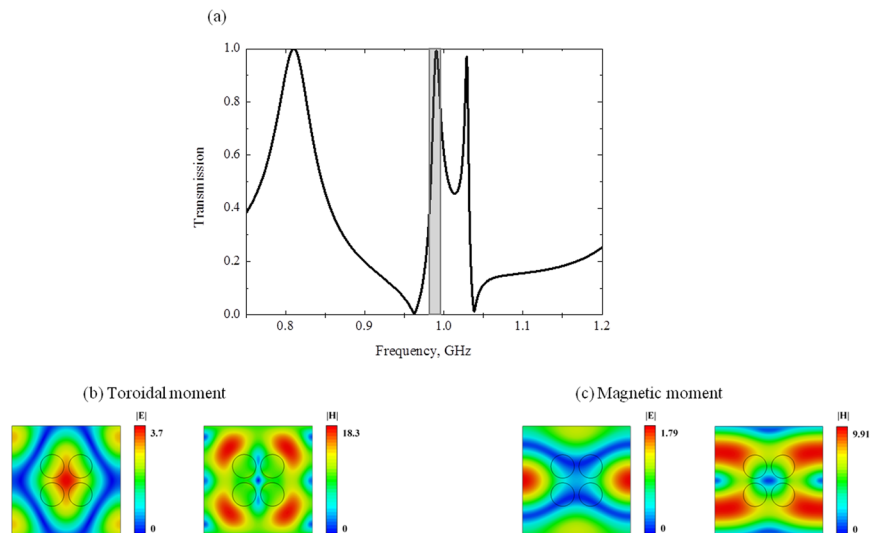 (a)
1.0
0.8
0.6
0.4
0.2
0.0
Transmission
0.8 0.9 1.0 1.1 1.2
Frequency, GHz
(b) Toroidal moment
(c) Magnetic moment
|E| |H| |E| |H|
3.7 18.3 1.79 9.91
0 0 0 0